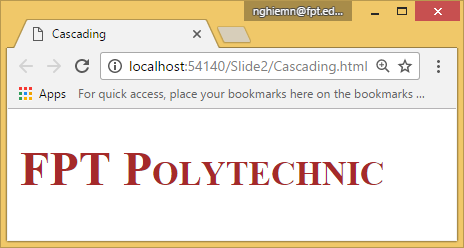 nghiemn@fpt.ed...
Cascading
localhost:54140/Slide2/Cascading.html
Apps For quick access, place your bookmarks here on the bookmarks ...
FPT POLYTECHNIC